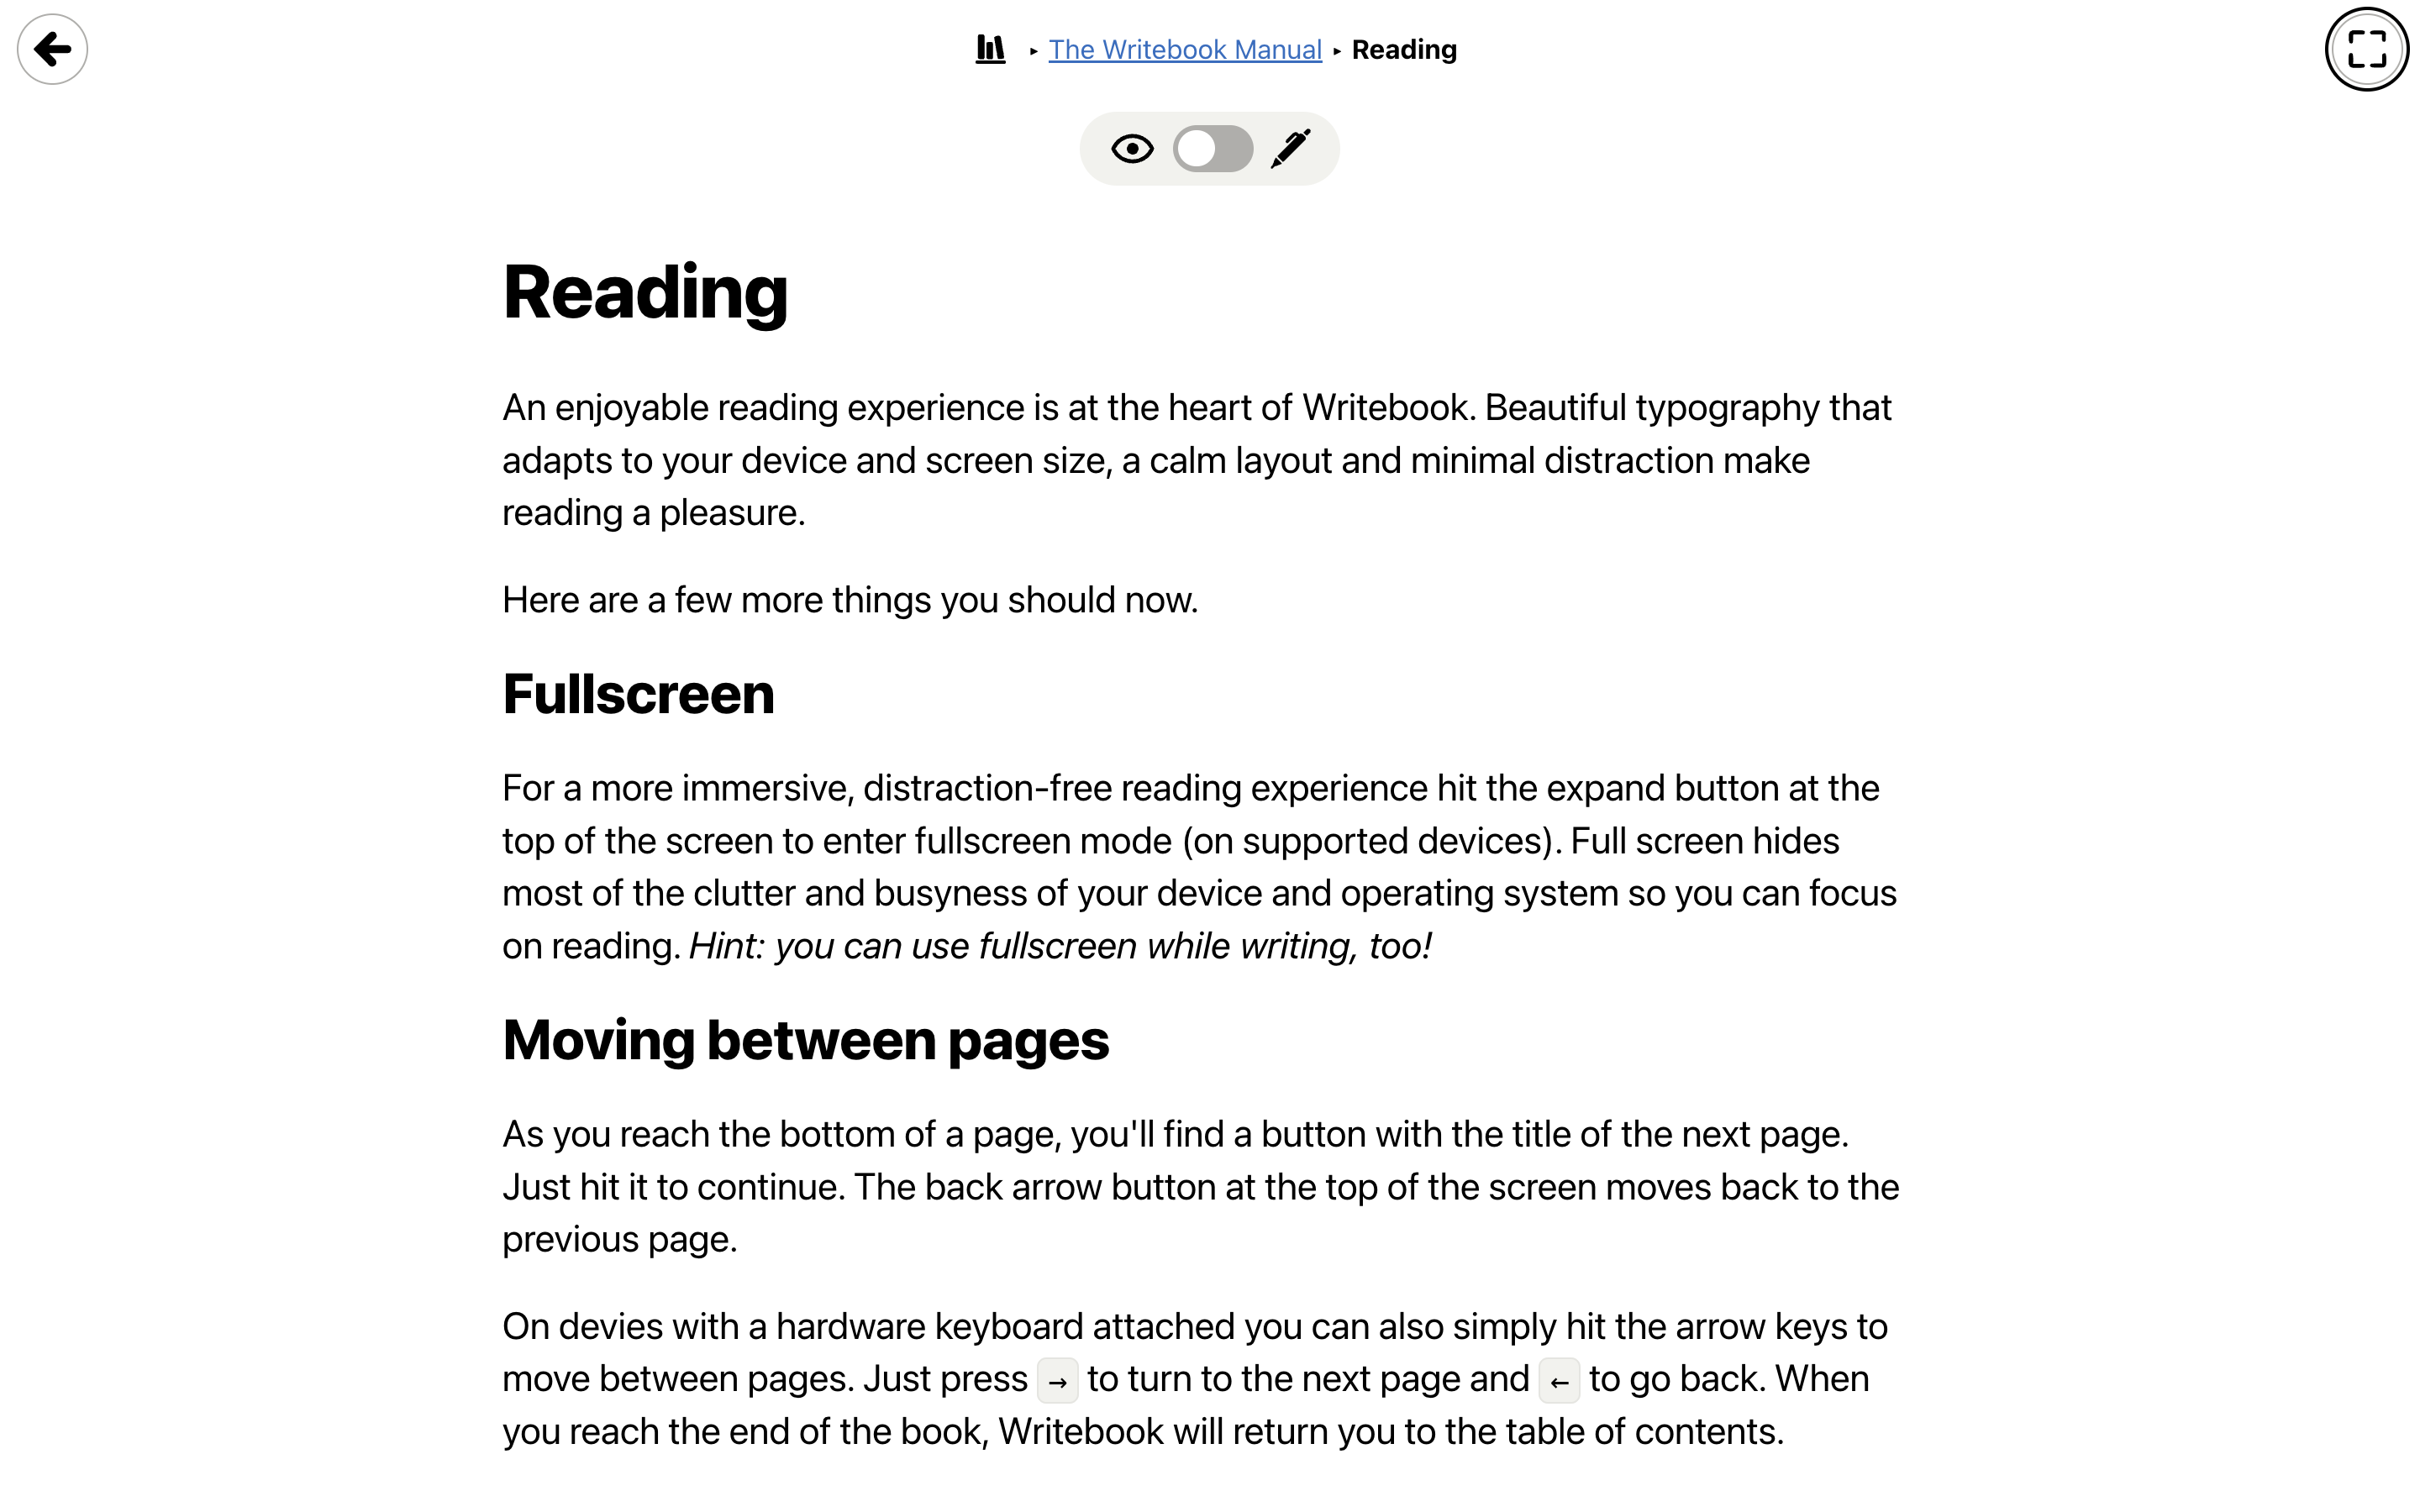 ▸ The Writebook Manual ▸ Reading
Reading
An enjoyable reading experience is at the heart of Writebook. Beautiful typography that
adapts to your device and screen size, a calm layout and minimal distraction make
reading a pleasure.
Here are a few more things you should now.
Fullscreen
For a more immersive, distraction-free reading experience hit the expand button at the
top of the screen to enter fullscreen mode (on supported devices). Full screen hides
most of the clutter and busyness of your device and operating system so you can focus
on reading. Hint: you can use fullscreen while writing, too!
Moving between pages
As you reach the bottom of a page, you'll find a button with the title of the next page.
Just hit it to continue. The back arrow button at the top of the screen moves back to the
previous page.
On devies with a hardware keyboard attached you can also simply hit the arrow keys to
move between pages. Just press → to turn to the next page and ← to go back. When
you reach the end of the book, Writebook will return you to the table of contents.